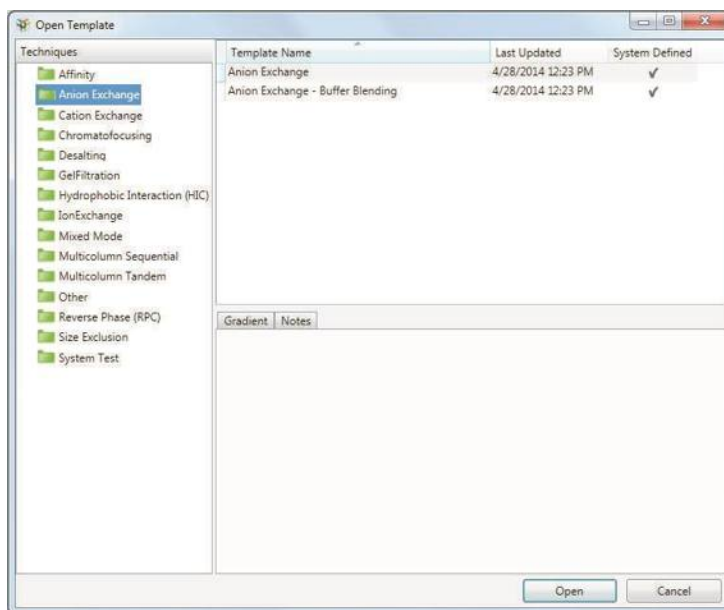 Open Template
Techniques
Affinity
Anion Exchange
Cation Exchange
Chromatofocusing
Desalting
GelFiltration
Hydrophobic Interaction (HIC)
IonExchange
Mixed Mode
Multicolumn Sequential
Multicolumn Tandem
Other
Reverse Phase (RPC)
Size Exclusion
System Test
Template Name Last Updated System Defined
Anion Exchange 4/28/2014 12:23 PM ✓
Anion Exchange - Buffer Blending 4/28/2014 12:23 PM ✓
Gradient Notes
Open Cancel